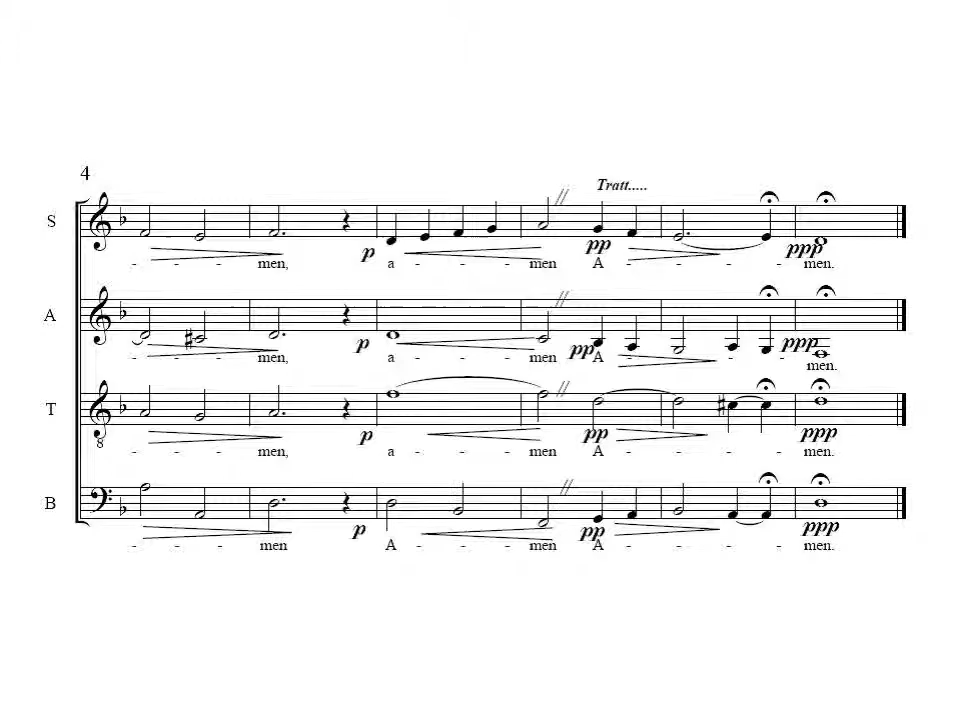 4
Tratt.....
S
p pp ppp
- - - men, a - - - men A - - - - men.
A
p pp ppp
- - - men, a - - - men A - - - - men.
T
8
p pp ppp
- - - men, a - - - men A - - - - men.
B
p pp ppp
- - - men A - - - men A - - - - men.